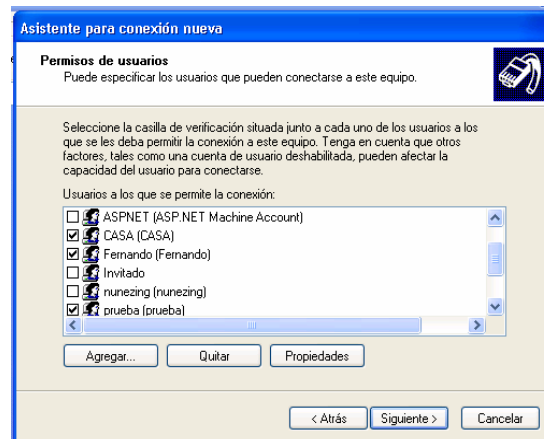 Asistente para conexión nueva
Permisos de usuarios
Puede especificar los usuarios que pueden conectarse a este equipo.
Seleccione la casilla de verificación situada junto a cada uno de los usuarios a los
que se les deba permitir la conexión a este equipo. Tenga en cuenta que otros
factores, tales como una cuenta de usuario deshabilitada, pueden afectar la
capacidad del usuario para conectarse.
Usuarios a los que se permite la conexión:
ASPNET (ASP.NET Machine Account)
CASA (CASA)
Fernando (Fernando)
Invitado
nunezing (nunezing)
prueba (prueba)
Agregar... Quitar Propiedades
< Atrás Siguiente > Cancelar